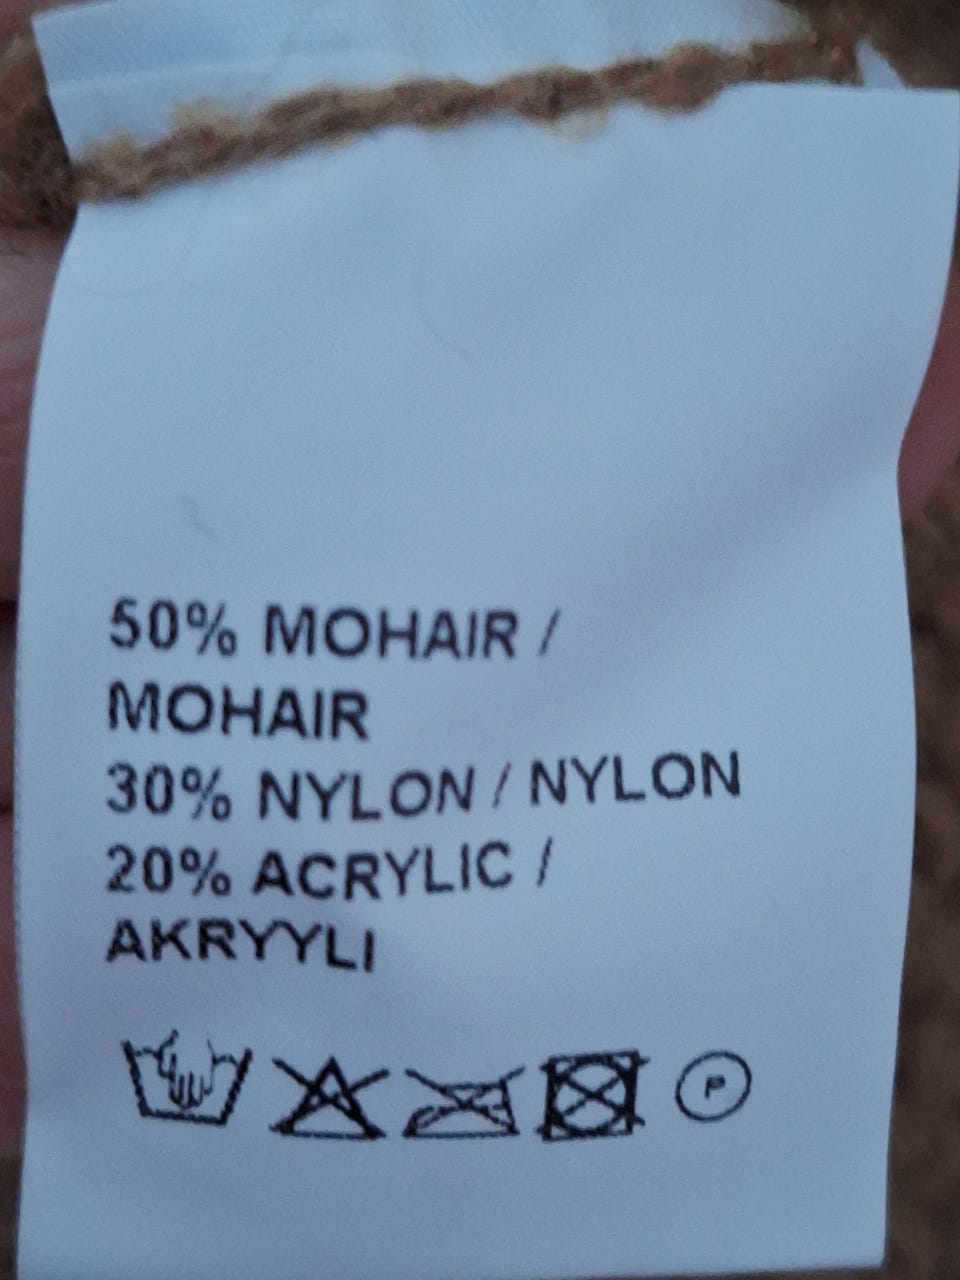 50% MOHAIR /
MOHAIR
30% NYLON / NYLON
20% ACRYLIC /
AKRYYLI
P